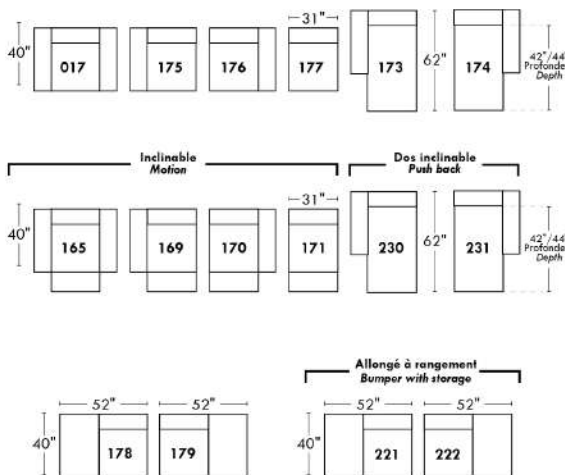 31"
40"
017 175 176 177 173 62" 174 42"/44"
Profondeur
Depth
Inclinable
Motion
Dos inclinable
Push back
31"
40"
165 169 170 171 230 62" 231 42"/44"
Profondeur
Depth
Allongé à rangement
Bumper with storage
52" 52" 52" 52"
40" 178 179 40" 221 222